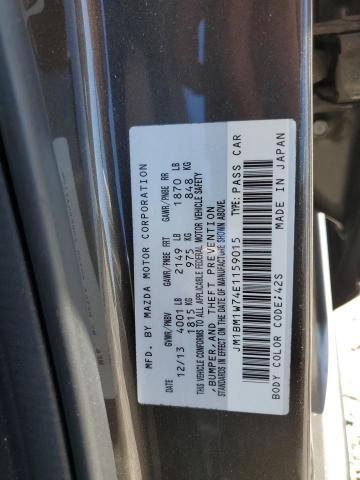 MFD. BY MAZDA MOTOR CORPORATION
DATE GVWR/PNBV GAWR/PNBE FRT GAWR/PNBE RR
12/13 4001 LB 2149 LB 1870 LB
1815 KG 975 KG 848 KG
THIS VEHICLE CONFORMS TO ALL APPLICABLE FEDERAL MOTOR VEHICLE SAFETY
,BUMPER,AND THEFT PREVENTION
STANDARDS IN EFFECT ON THE DATE OF MANUFACTURE SHOWN ABOVE.
JM1BM1W74E1159015 TYPE: PASS CAR
BODY COLOR CODE;42S MADE IN JAPAN